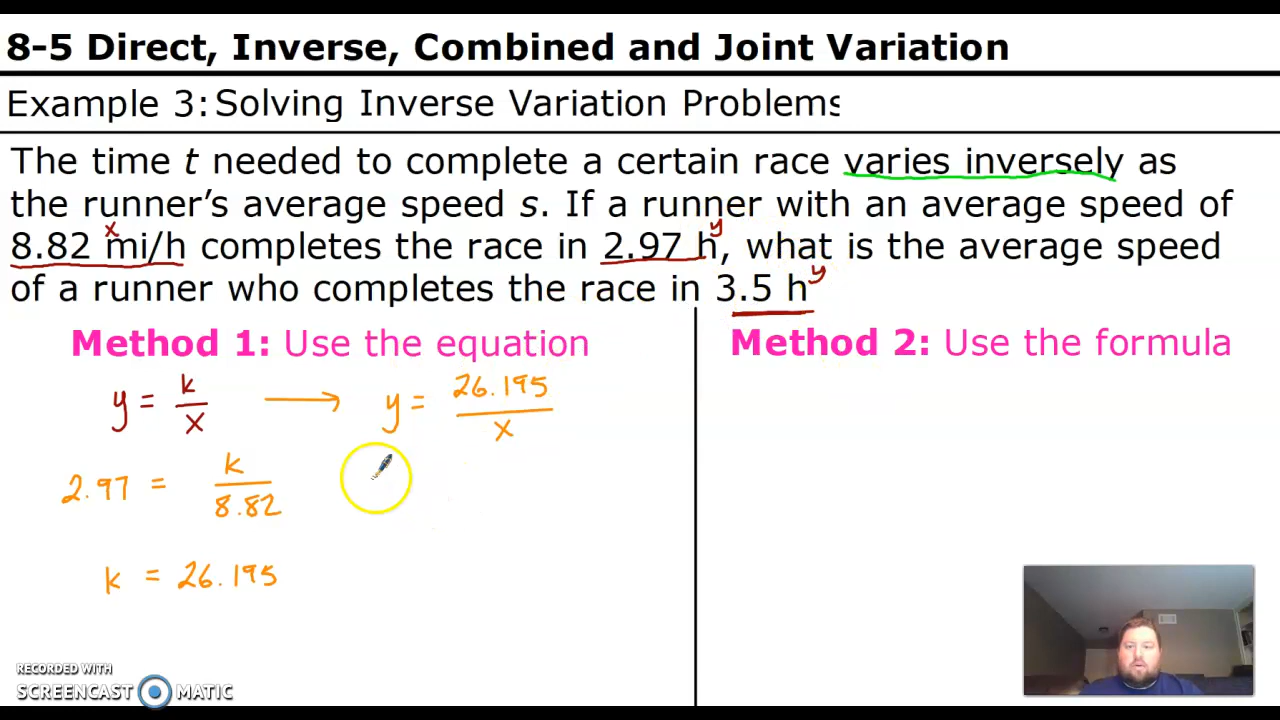 8-5 Direct, Inverse, Combined and Joint Variation
Example 3: Solving Inverse Variation Problems
The time t needed to complete a certain race varies inversely as
the runner's average speed s. If a runner with an average speed of
x y
8.82 mi/h completes the race in 2.97 h, what is the average speed
y
of a runner who completes the race in 3.5 h
Method 1: Use the equation
Method 2: Use the formula
y = k/x → y = 26.195/x
2.97 = k/8.82
k = 26.195
RECORDED WITH
SCREENCAST MATIC